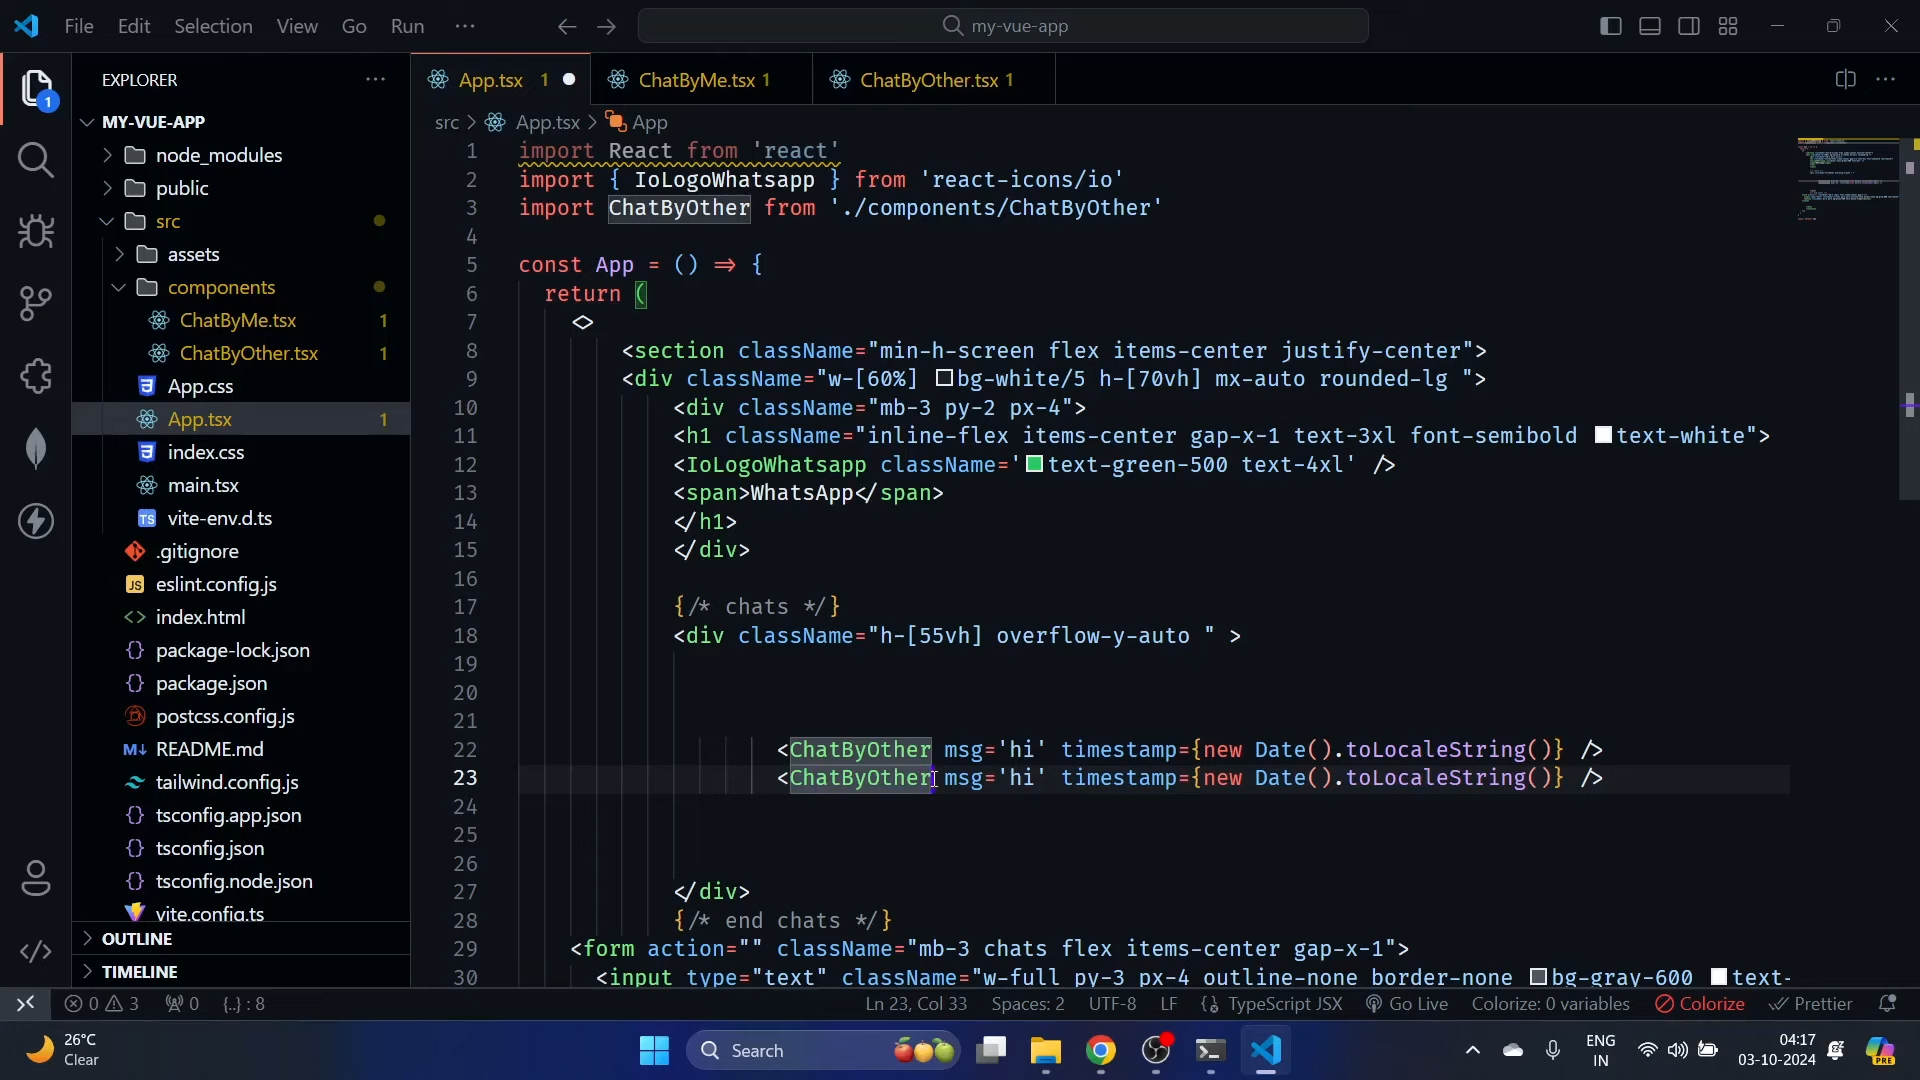 File Edit Selection View Go Run ··· my-vue-app
EXPLORER ···
1
App.tsx 1 ChatByMe.tsx 1 ChatByOther.tsx 1
src > App.tsx > App
MY-VUE-APP
node_modules
public
src
assets
components
ChatByMe.tsx 1
ChatByOther.tsx 1
App.css
App.tsx 1
index.css
main.tsx
TS vite-env.d.ts
.gitignore
JS eslint.config.js
<> index.html
{} package-lock.json
{} package.json
postcss.config.js
M↓ README.md
tailwind.config.js
{} tsconfig.app.json
{} tsconfig.json
{} tsconfig.node.json
vite.config.ts
OUTLINE
TIMELINE
1 import React from 'react'
2 import { IoLogoWhatsapp } from 'react-icons/io'
3 import ChatByOther from './components/ChatByOther'
4
5 const App = () => {
6 return (
7 <>
8 <section className="min-h-screen flex items-center justify-center">
9 <div className="w-[60%] bg-white/5 h-[70vh] mx-auto rounded-lg ">
10 <div className="mb-3 py-2 px-4">
11 <h1 className="inline-flex items-center gap-x-1 text-3xl font-semibold text-white">
12 <IoLogoWhatsapp className='text-green-500 text-4xl' />
13 <span>WhatsApp</span>
14 </h1>
15 </div>
16
17 {/* chats */}
18 <div className="h-[55vh] overflow-y-auto " >
19
20
21
22 <ChatByOther msg='hi' timestamp={new Date().toLocaleString()} />
23 <ChatByOther msg='hi' timestamp={new Date().toLocaleString()} />
24
25
26
27 </div>
28 {/* end chats */}
29 <form action="" className="mb-3 chats flex items-center gap-x-1">
30 <input type="text" className="w-full py-3 px-4 outline-none border-none bg-gray-600 text-
0 3 0 {..} : 8 Ln 23, Col 33 Spaces: 2 UTF-8 LF TypeScript JSX Go Live Colorize: 0 variables Colorize Prettier
26°C
Clear
Search
ENG
IN
04:17
03-10-2024
PRE